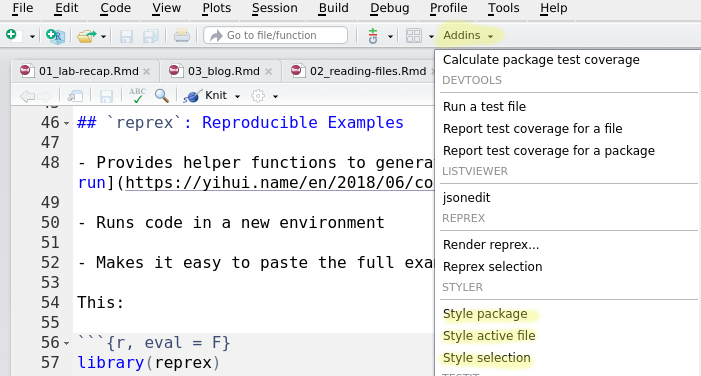 File Edit Code View Plots Session Build Debug Profile Tools Help
Go to file/function Addins
01_lab-recap.Rmd 03_blog.Rmd 02_reading-files.Rmd
ABC Knit
46 ## `reprex`: Reproducible Examples
47
48 - Provides helper functions to genera
run](https://yihui.name/en/2018/06/co
49
50 - Runs code in a new environment
51
52 - Makes it easy to paste the full exa
53
54 This:
55
56 ```{r, eval = F}
57 library(reprex)
Calculate package test coverage
DEVTOOLS
Run a test file
Report test coverage for a file
Report test coverage for a package
LISTVIEWER
jsonedit
REPREX
Render reprex...
Reprex selection
STYLER
Style package
Style active file
Style selection